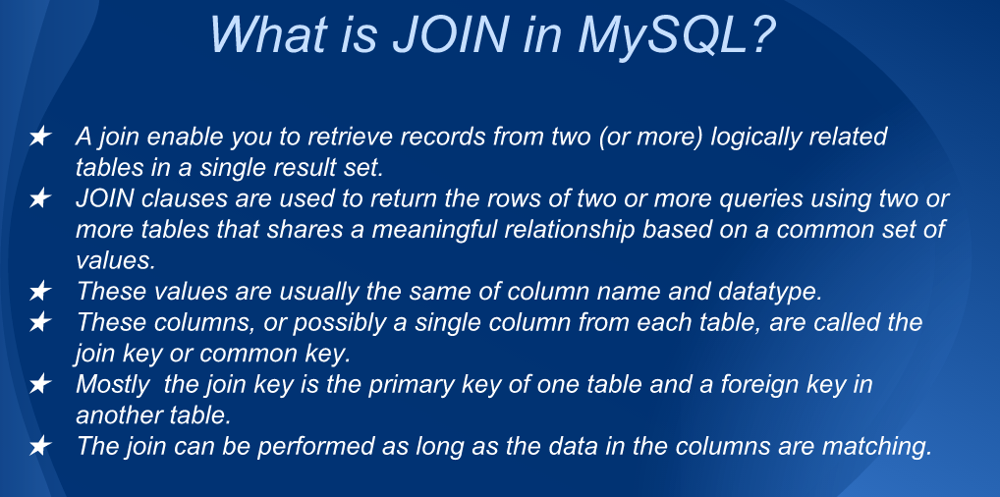 What is JOIN in MySQL?
A join enable you to retrieve records from two (or more) logically related
tables in a single result set.
JOIN clauses are used to return the rows of two or more queries using two or
more tables that shares a meaningful relationship based on a common set of
values.
These values are usually the same of column name and datatype.
These columns, or possibly a single column from each table, are called the
join key or common key.
Mostly  the join key is the primary key of one table and a foreign key in
another table.
The join can be performed as long as the data in the columns are matching.